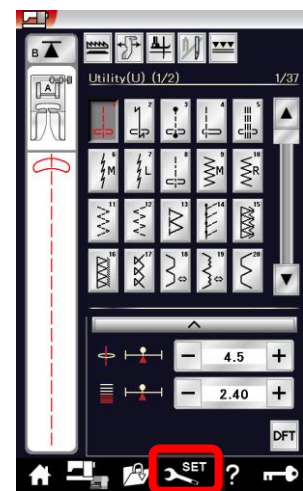 B
A
Utility(U) (1/2) 1/37
1 2 3 4 5
6 M 7 L 8 9 M 10 R
11 12 13 14 15
16 17 18 19 20
− 4.5 +
− 2.40 +
DFT
SET ?